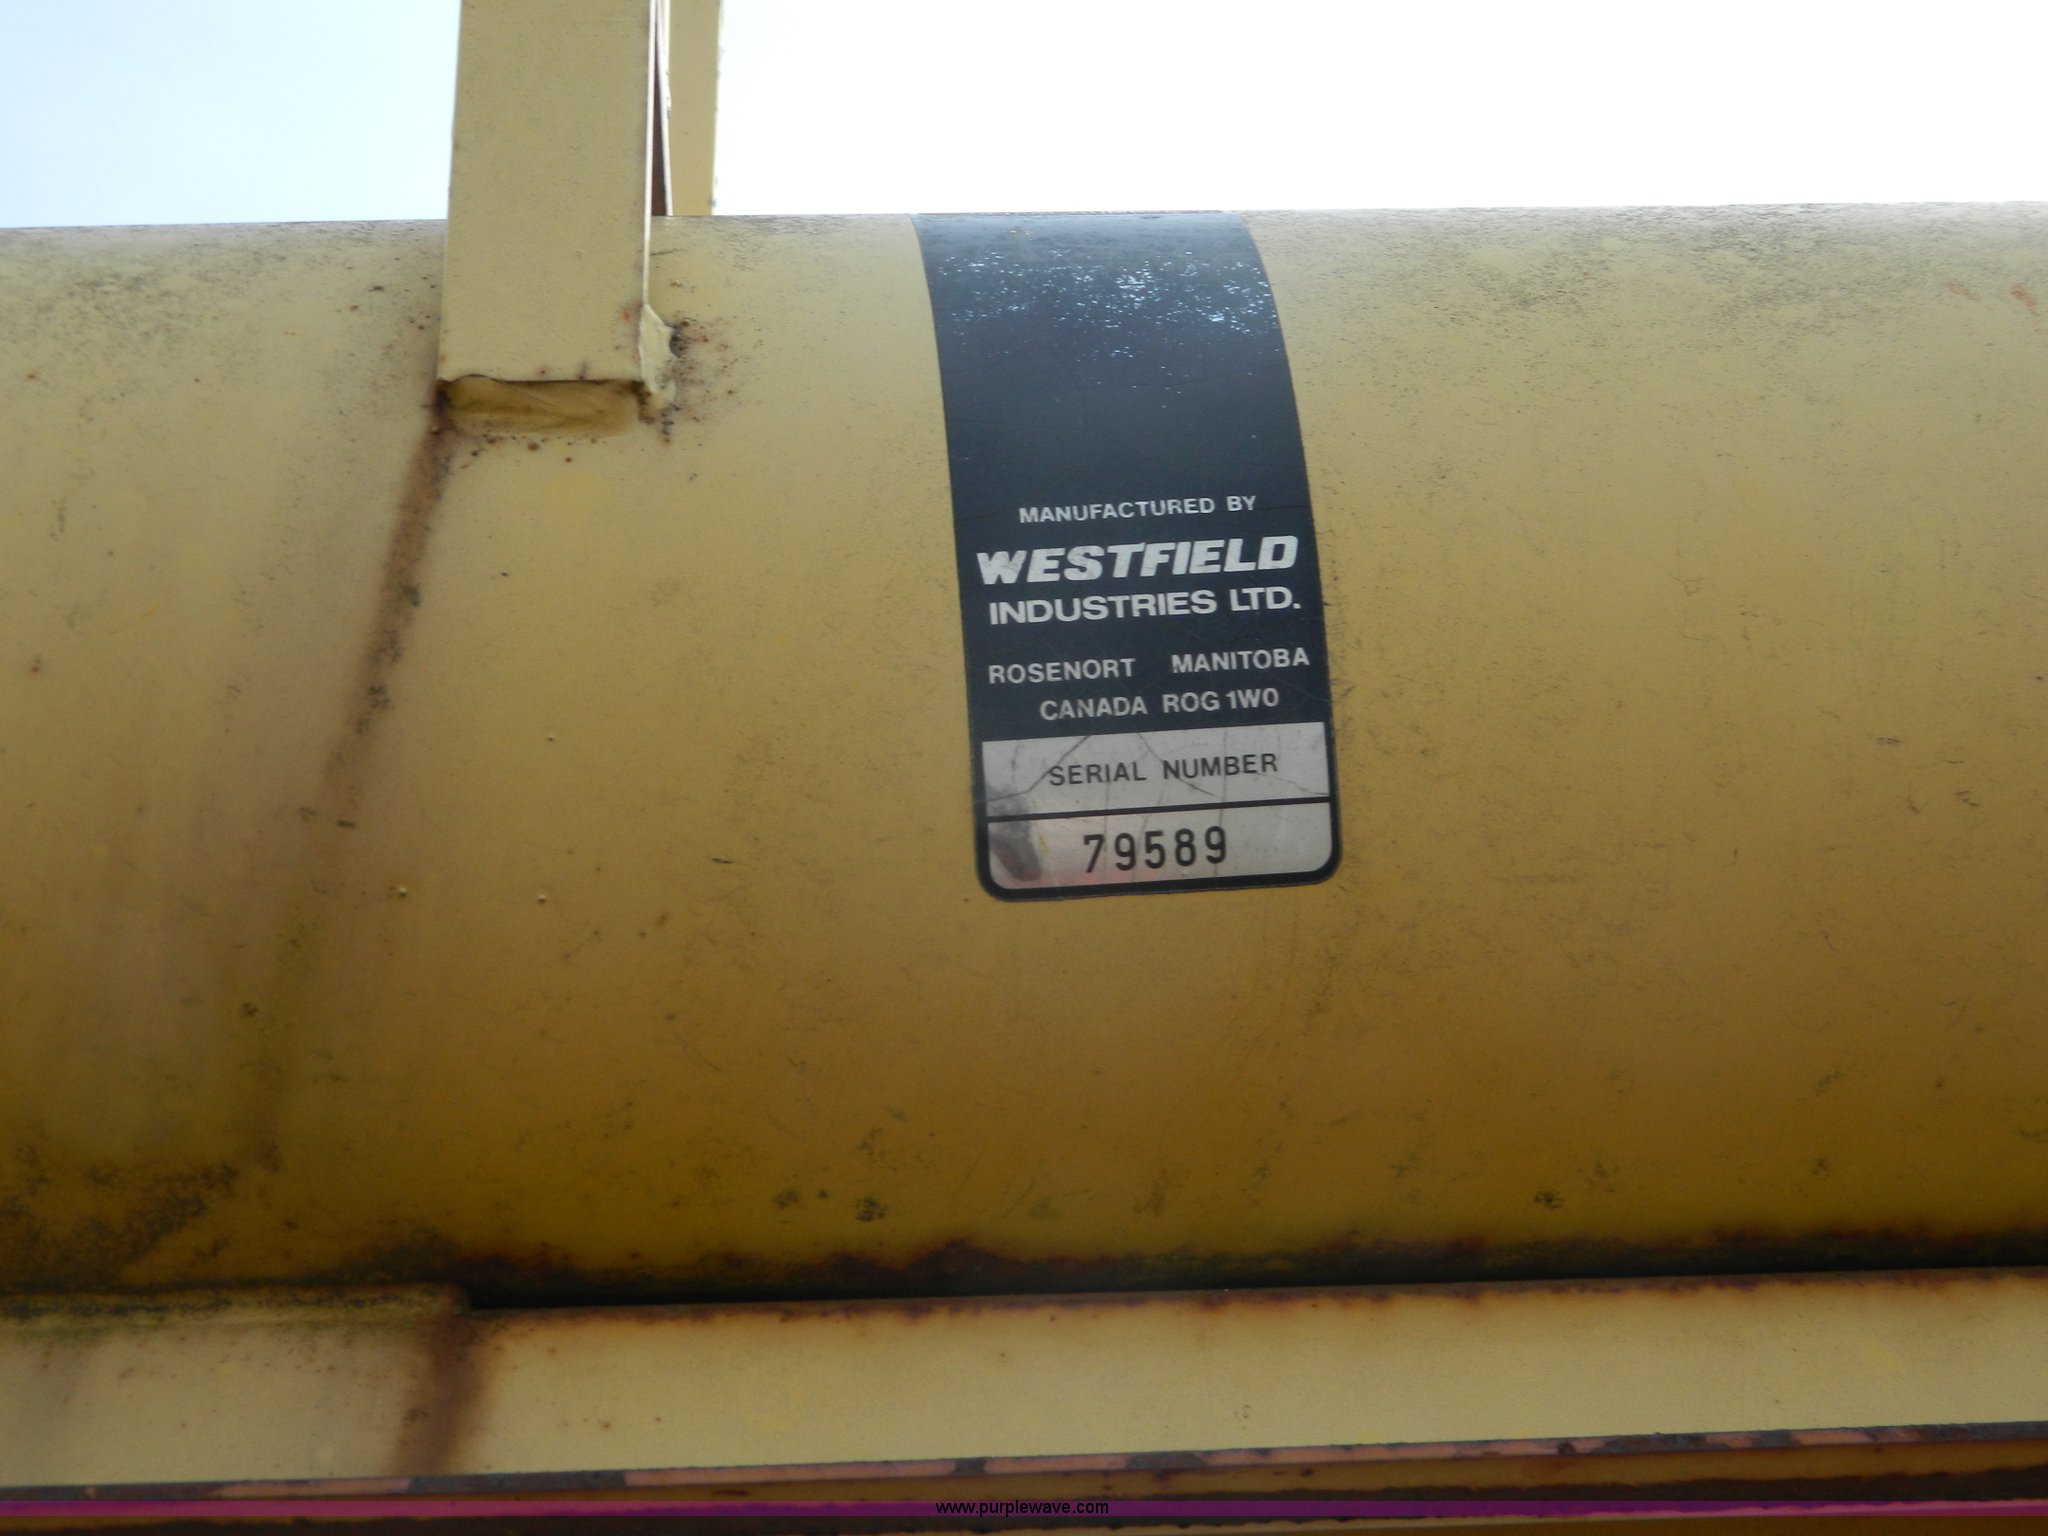 MANUFACTURED BY
WESTFIELD
INDUSTRIES LTD.
ROSENORT MANITOBA
CANADA ROG 1W0
SERIAL NUMBER
79589
www.purplewave.com